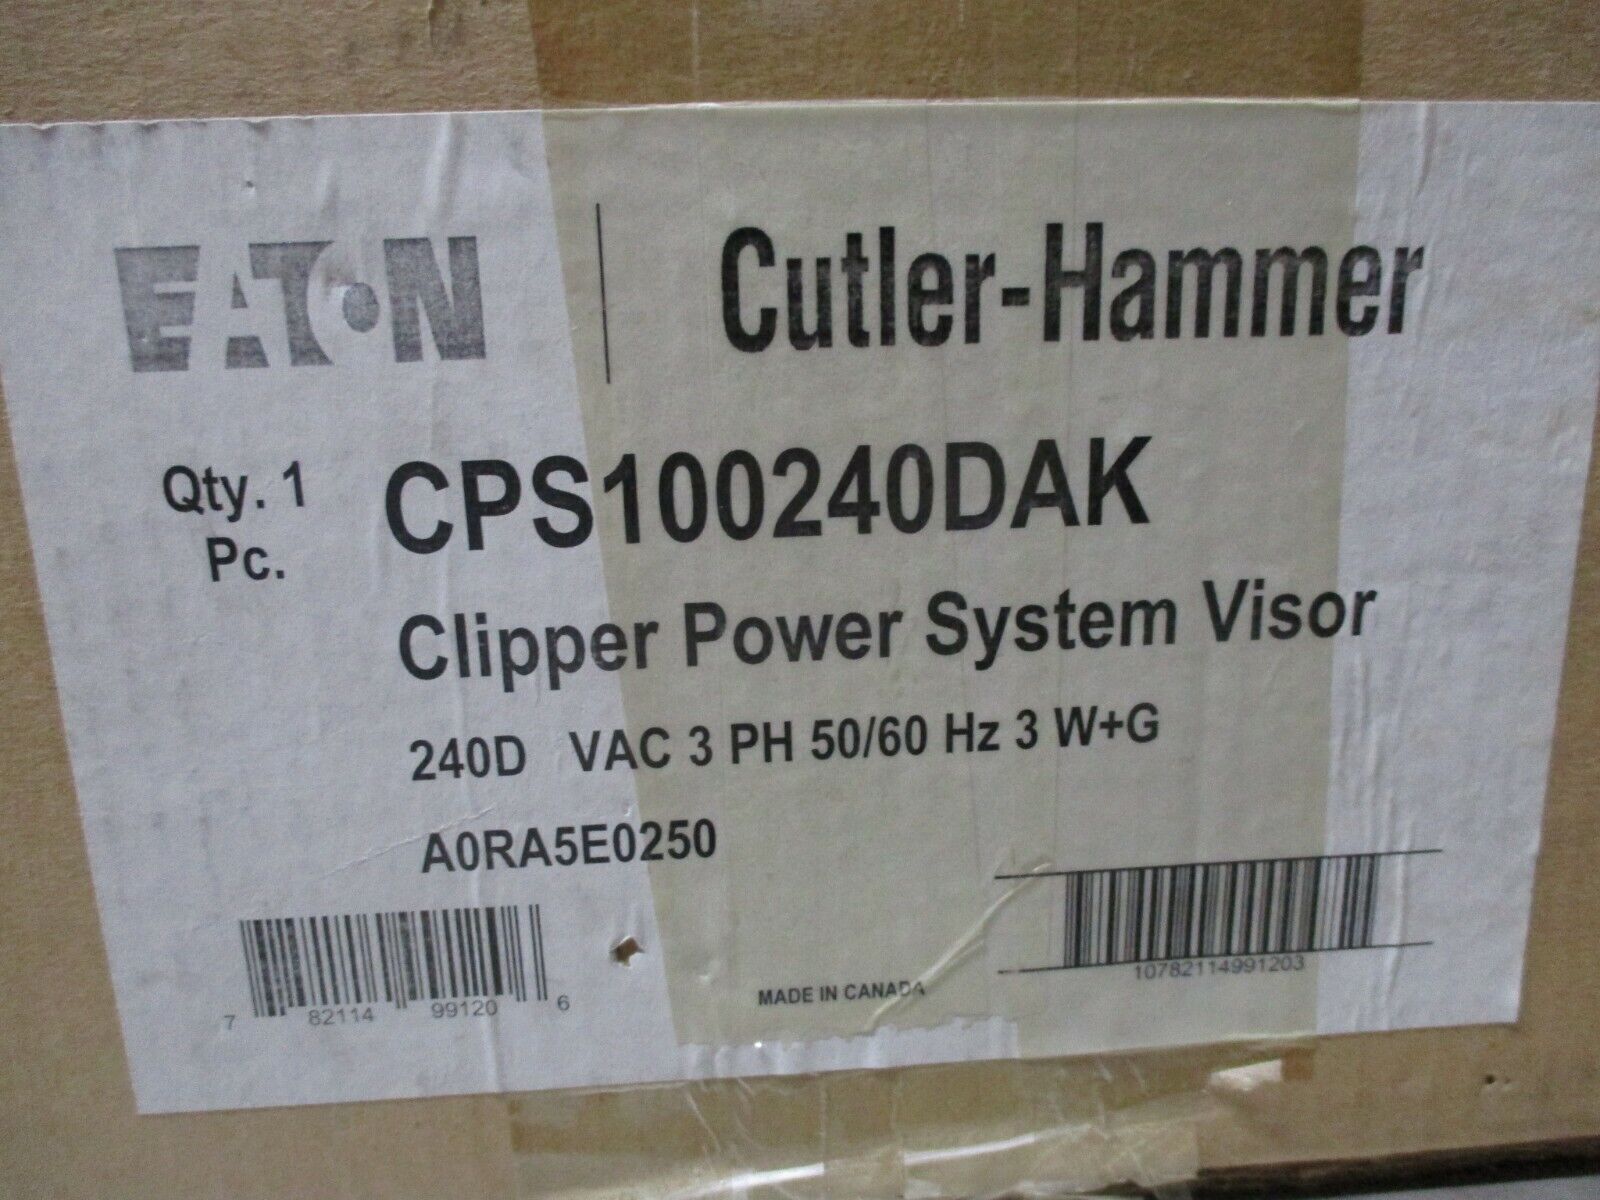 EATON
Cutler-Hammer
Qty. 1
Pc.
CPS100240DAK
Clipper Power System Visor
240D VAC 3 PH 50/60 Hz 3 W+G
A0RA5E0250
7 82114 99120 6
MADE IN CANADA
10782114991203